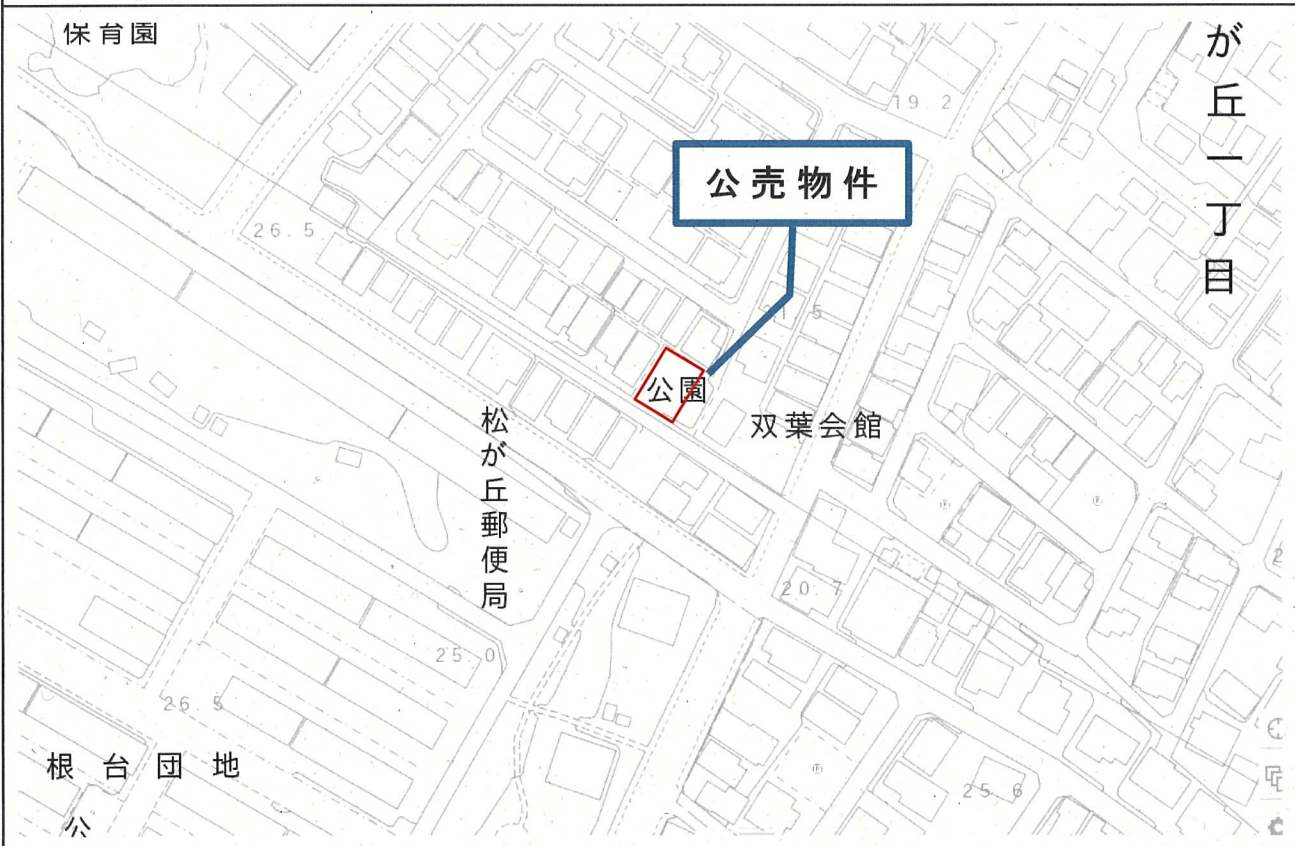 保育園
が丘一丁目
19.2
公売物件
26.5
21.5
公園
双葉会館
松が丘郵便局
20.7
25.0
26.5
根台団地
25.6
公